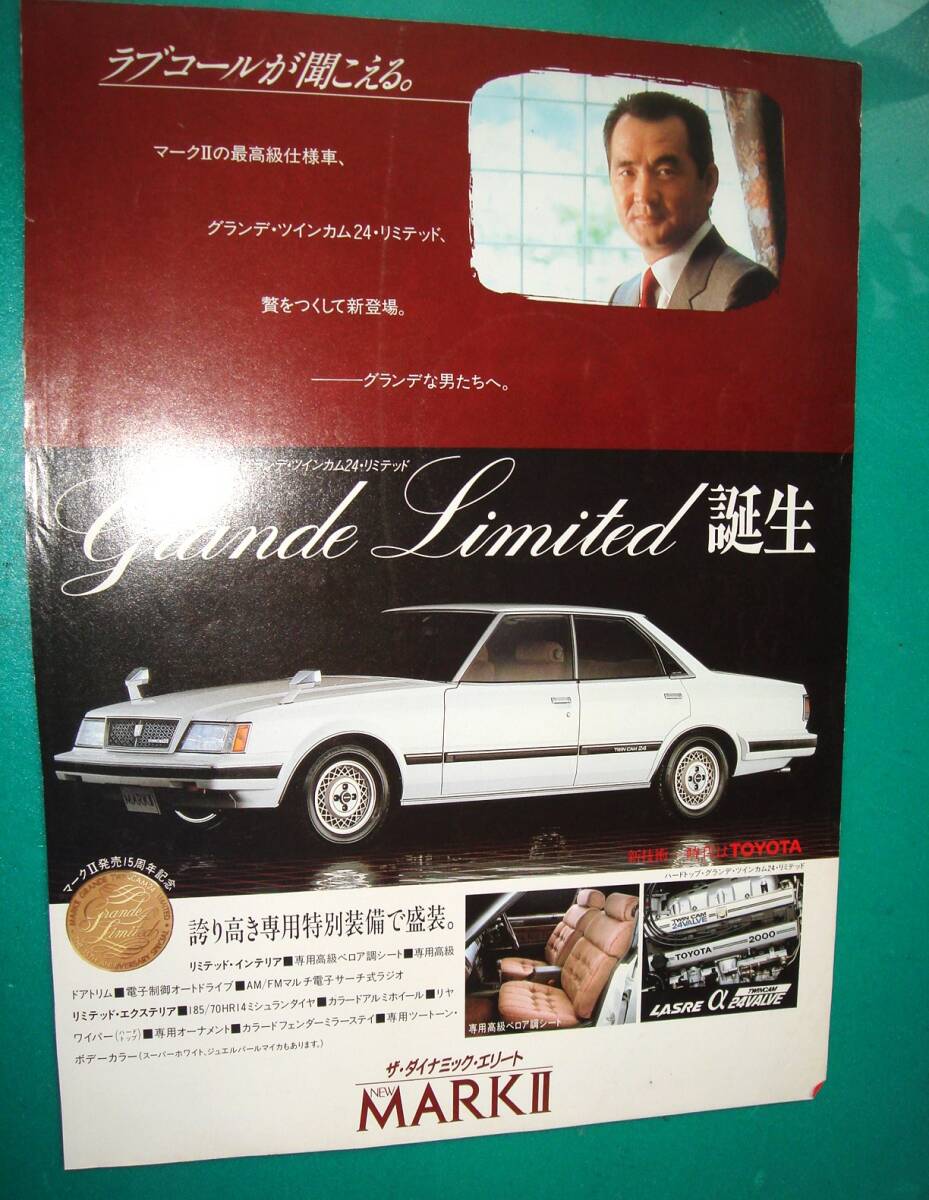 ラブコールが聞こえる。
マークⅡの最高級仕様車、
グランデ・ツインカム24・リミテッド、
贅をつくして新登場。
——グランデな男たちへ。
グランデ・ツインカム24・リミテッド
Grande Limited 誕生
TWIN CAM 24
MARKⅡ
TOYOTA
ハードトップ・グランデ・ツインカム24・リミテッド
マークⅡ発売15周年記念
Grande
Limited
誇り高き専用特別装備で盛装。
リミテッド・インテリア■専用高級ベロア調シート■専用高級
ドアトリム■電子制御オートドライブ■AM/FMマルチ電子サーチ式ラジオ
リミテッド・エクステリア■185/70HR14ミシュランタイヤ■カラードアルミホイール■リヤ
ワイパー(ハードトップ)■専用オーナメント■カラードフェンダーミラーステイ■専用ツートーン・
ボデーカラー(スーパーホワイト、ジュエルパールマイカもあります。)
専用高級ベロア調シート
TWIN CAM
24VALVE
TOYOTA 2000
LASRE α TWINCAM 24VALVE
ザ・ダイナミック・エリート
NEW
MARKⅡ